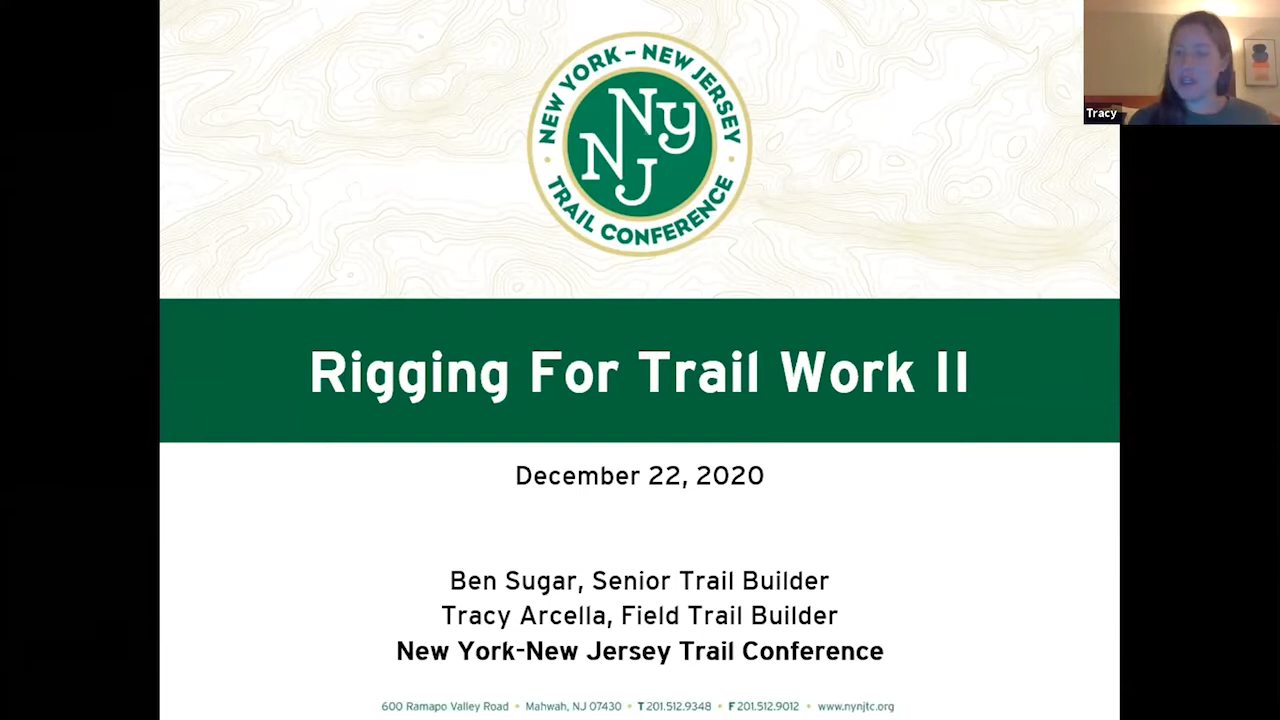 NEW YORK – NEW JERSEY
NY
NJ
TRAIL CONFERENCE
Tracy
Rigging For Trail Work II
December 22, 2020
Ben Sugar, Senior Trail Builder
Tracy Arcella, Field Trail Builder
New York-New Jersey Trail Conference
600 Ramapo Valley Road • Mahwah, NJ 07430 • T 201.512.9348 • F 201.512.9012 • www.nynjtc.org